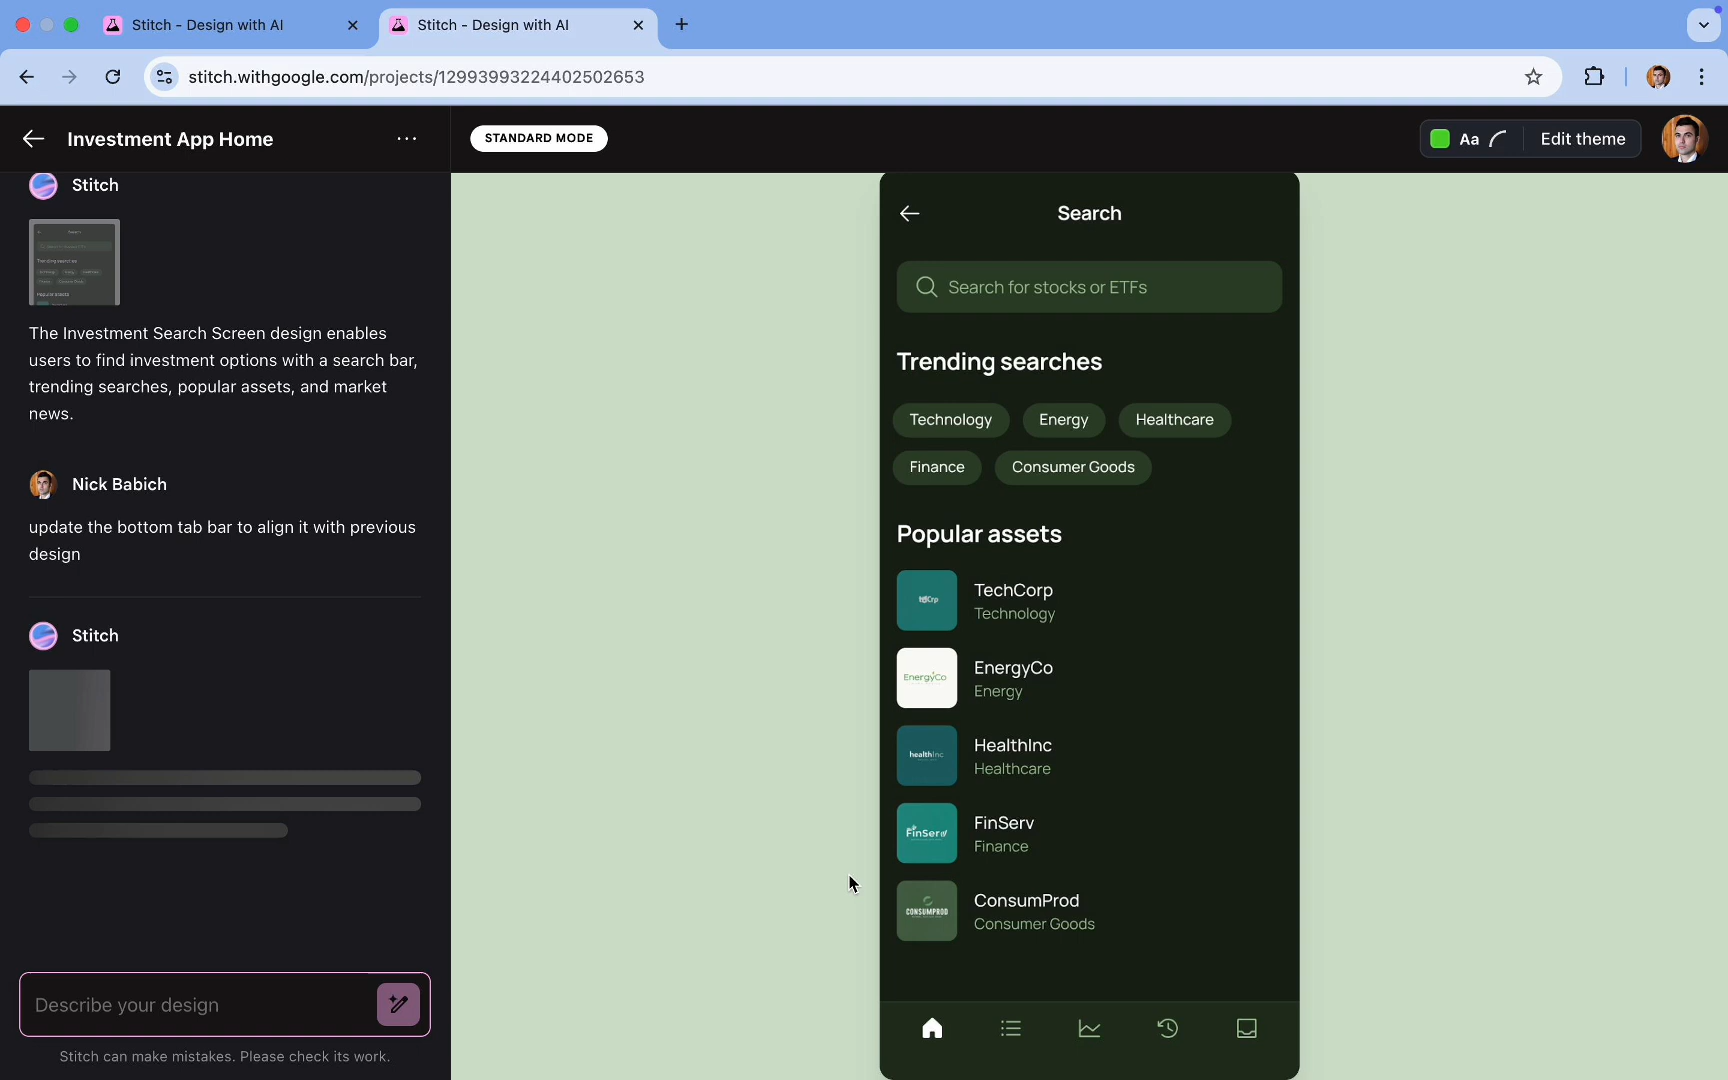 Stitch - Design with AI
Stitch - Design with AI
stitch.withgoogle.com/projects/12993993224402502653
Investment App Home
STANDARD MODE
Aa
Edit theme
Stitch
The Investment Search Screen design enables
users to find investment options with a search bar,
trending searches, popular assets, and market
news.
Nick Babich
update the bottom tab bar to align it with previous
design
Stitch
Describe your design
Stitch can make mistakes. Please check its work.
Search
Search for stocks or ETFs
Trending searches
Technology
Energy
Healthcare
Finance
Consumer Goods
Popular assets
TechCorp
Technology
EnergyCo
EnergyCo
Energy
healthInc
HealthInc
Healthcare
FinServ
FinServ
Finance
CONSUMPROD
ConsumProd
Consumer Goods